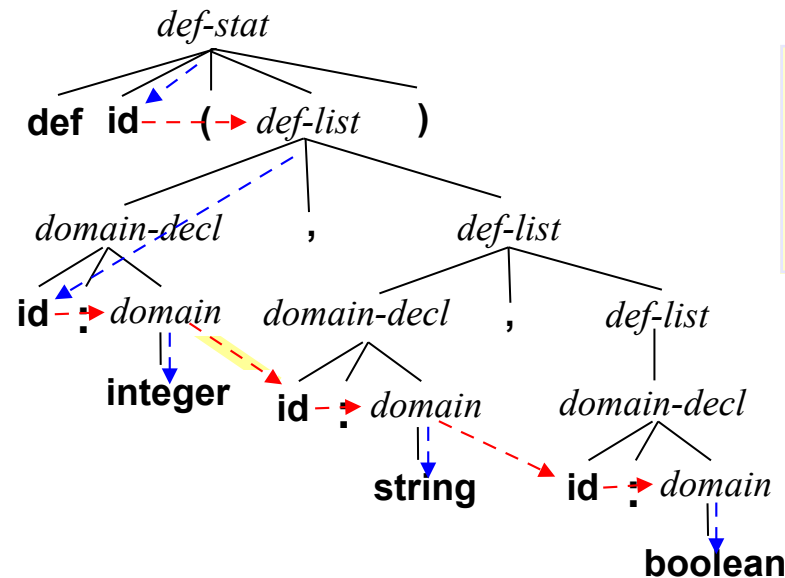 def-stat
def id ( def-list )
domain-decl , def-list
id : domain domain-decl , def-list
integer id : domain domain-decl
string id : domain
boolean